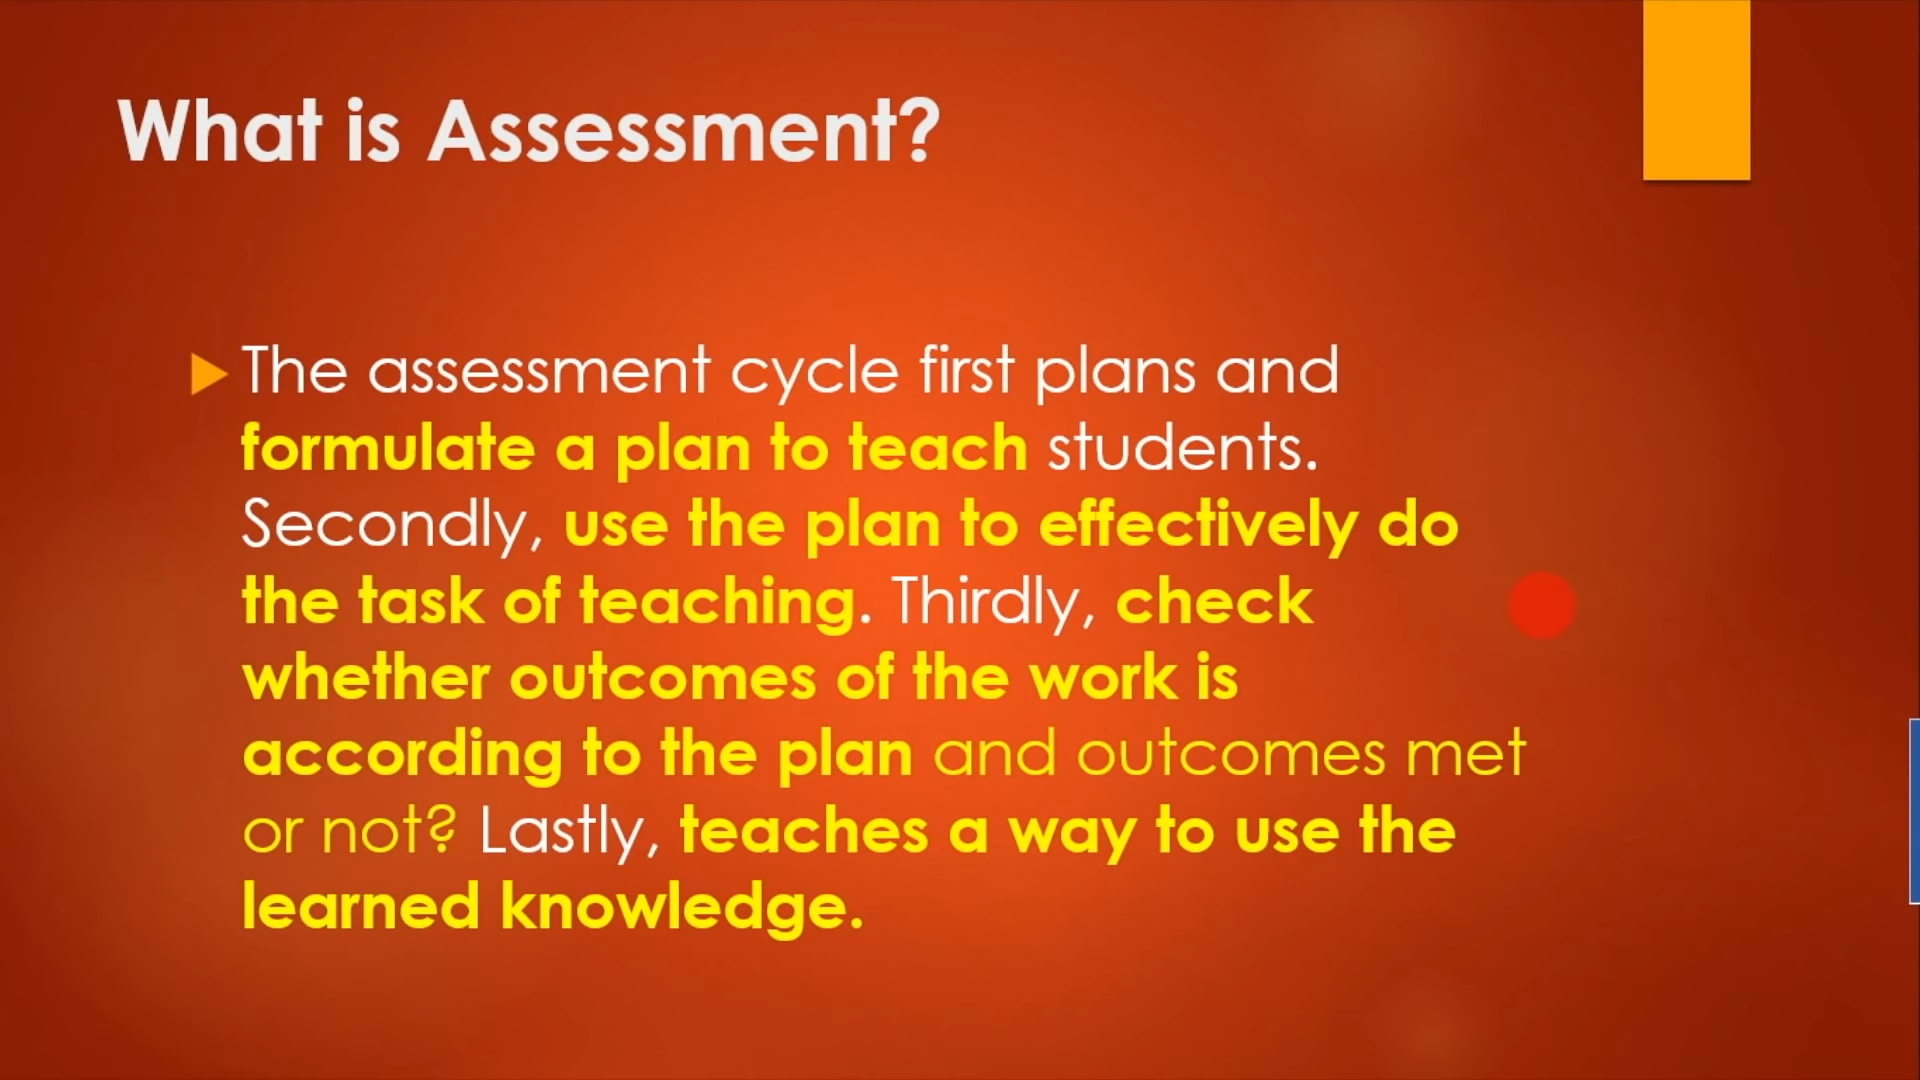 What is Assessment?
The assessment cycle first plans and
formulate a plan to teach students.
Secondly, use the plan to effectively do
the task of teaching. Thirdly, check
whether outcomes of the work is
according to the plan and outcomes met
or not? Lastly, teaches a way to use the
learned knowledge.